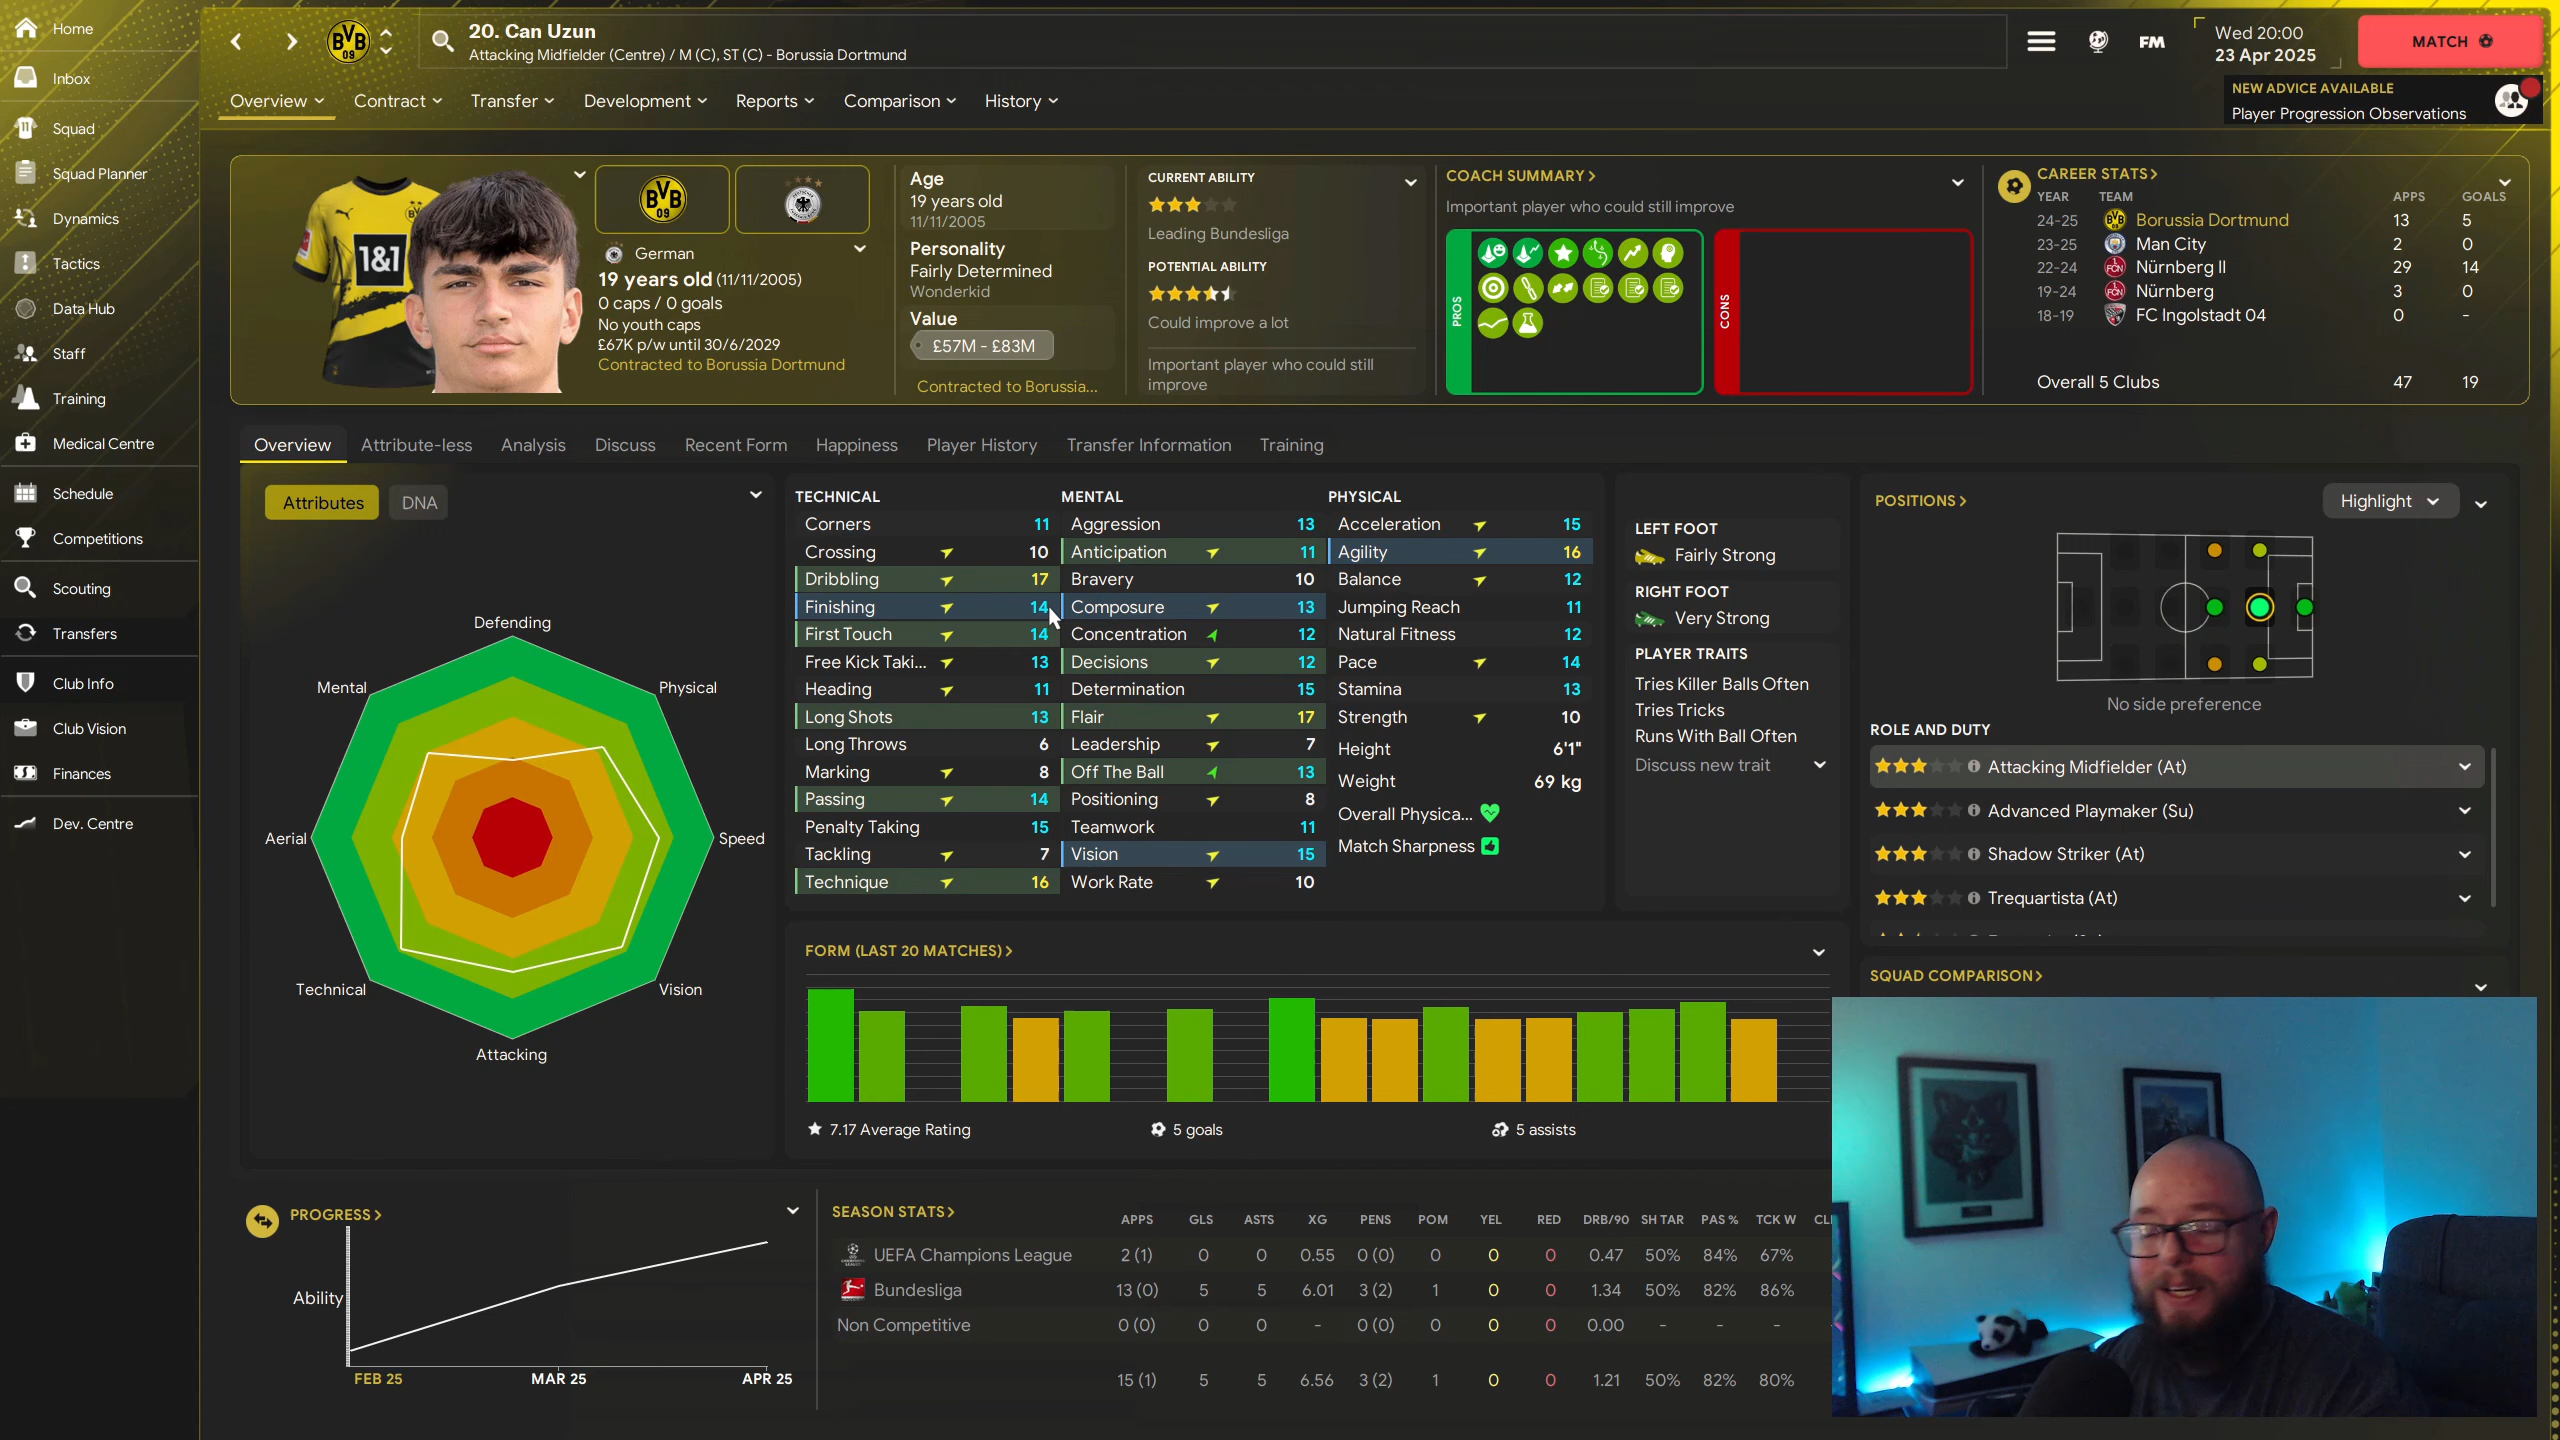 Home
Inbox
Squad
Squad Planner
Dynamics
Tactics
Data Hub
Staff
Training
Medical Centre
Schedule
Competitions
Scouting
Transfers
Club Info
Club Vision
Finances
Dev. Centre
20. Can Uzun
Attacking Midfielder (Centre) / M (C), ST (C) - Borussia Dortmund
FM
Wed 20:00
23 Apr 2025
MATCH
Overview
Contract
Transfer
Development
Reports
Comparison
History
NEW ADVICE AVAILABLE
Player Progression Observations
1&1
BVB
09
German
19 years old (11/11/2005)
0 caps / 0 goals
No youth caps
£67K p/w until 30/6/2029
Contracted to Borussia Dortmund
Age
19 years old
11/11/2005
Personality
Fairly Determined
Wonderkid
Value
£57M - £83M
Contracted to Borussia...
CURRENT ABILITY
Leading Bundesliga
POTENTIAL ABILITY
Could improve a lot
Important player who could still
improve
COACH SUMMARY
Important player who could still improve
PROS
CONS
CAREER STATS
YEAR TEAM APPS GOALS
24-25 Borussia Dortmund 13 5
23-25 Man City 2 0
22-24 Nürnberg II 29 14
19-24 Nürnberg 3 0
18-19 FC Ingolstadt 04 0 -
Overall 5 Clubs 47 19
Overview Attribute-less Analysis Discuss Recent Form Happiness Player History Transfer Information Training
Attributes DNA
Defending
Physical
Speed
Vision
Attacking
Technical
Aerial
Mental
TECHNICAL
Corners 11
Crossing 10
Dribbling 17
Finishing 14
First Touch 14
Free Kick Taki... 13
Heading 11
Long Shots 13
Long Throws 6
Marking 8
Passing 14
Penalty Taking 15
Tackling 7
Technique 16
MENTAL
Aggression 13
Anticipation 11
Bravery 10
Composure 13
Concentration 12
Decisions 12
Determination 15
Flair 17
Leadership 7
Off The Ball 13
Positioning 8
Teamwork 11
Vision 15
Work Rate 10
PHYSICAL
Acceleration 15
Agility 16
Balance 12
Jumping Reach 11
Natural Fitness 12
Pace 14
Stamina 13
Strength 10
Height 6'1"
Weight 69 kg
Overall Physica...
Match Sharpness
LEFT FOOT
Fairly Strong
RIGHT FOOT
Very Strong
PLAYER TRAITS
Tries Killer Balls Often
Tries Tricks
Runs With Ball Often
Discuss new trait
POSITIONS
Highlight
No side preference
ROLE AND DUTY
Attacking Midfielder (At)
Advanced Playmaker (Su)
Shadow Striker (At)
Trequartista (At)
SQUAD COMPARISON
FORM (LAST 20 MATCHES)
7.17 Average Rating
5 goals
5 assists
PROGRESS
Ability
FEB 25 MAR 25 APR 25
SEASON STATS
APPS GLS ASTS XG PENS POM YEL RED DRB/90 SH TAR PAS % TCK W
UEFA Champions League 2 (1) 0 0 0.55 0 (0) 0 0 0 0.47 50% 84% 67%
Bundesliga 13 (0) 5 5 6.01 3 (2) 1 0 0 1.34 50% 82% 86%
Non Competitive 0 (0) 0 0 - 0 (0) 0 0 0 0.00 - - -
15 (1) 5 5 6.56 3 (2) 1 0 0 1.21 50% 82% 80%